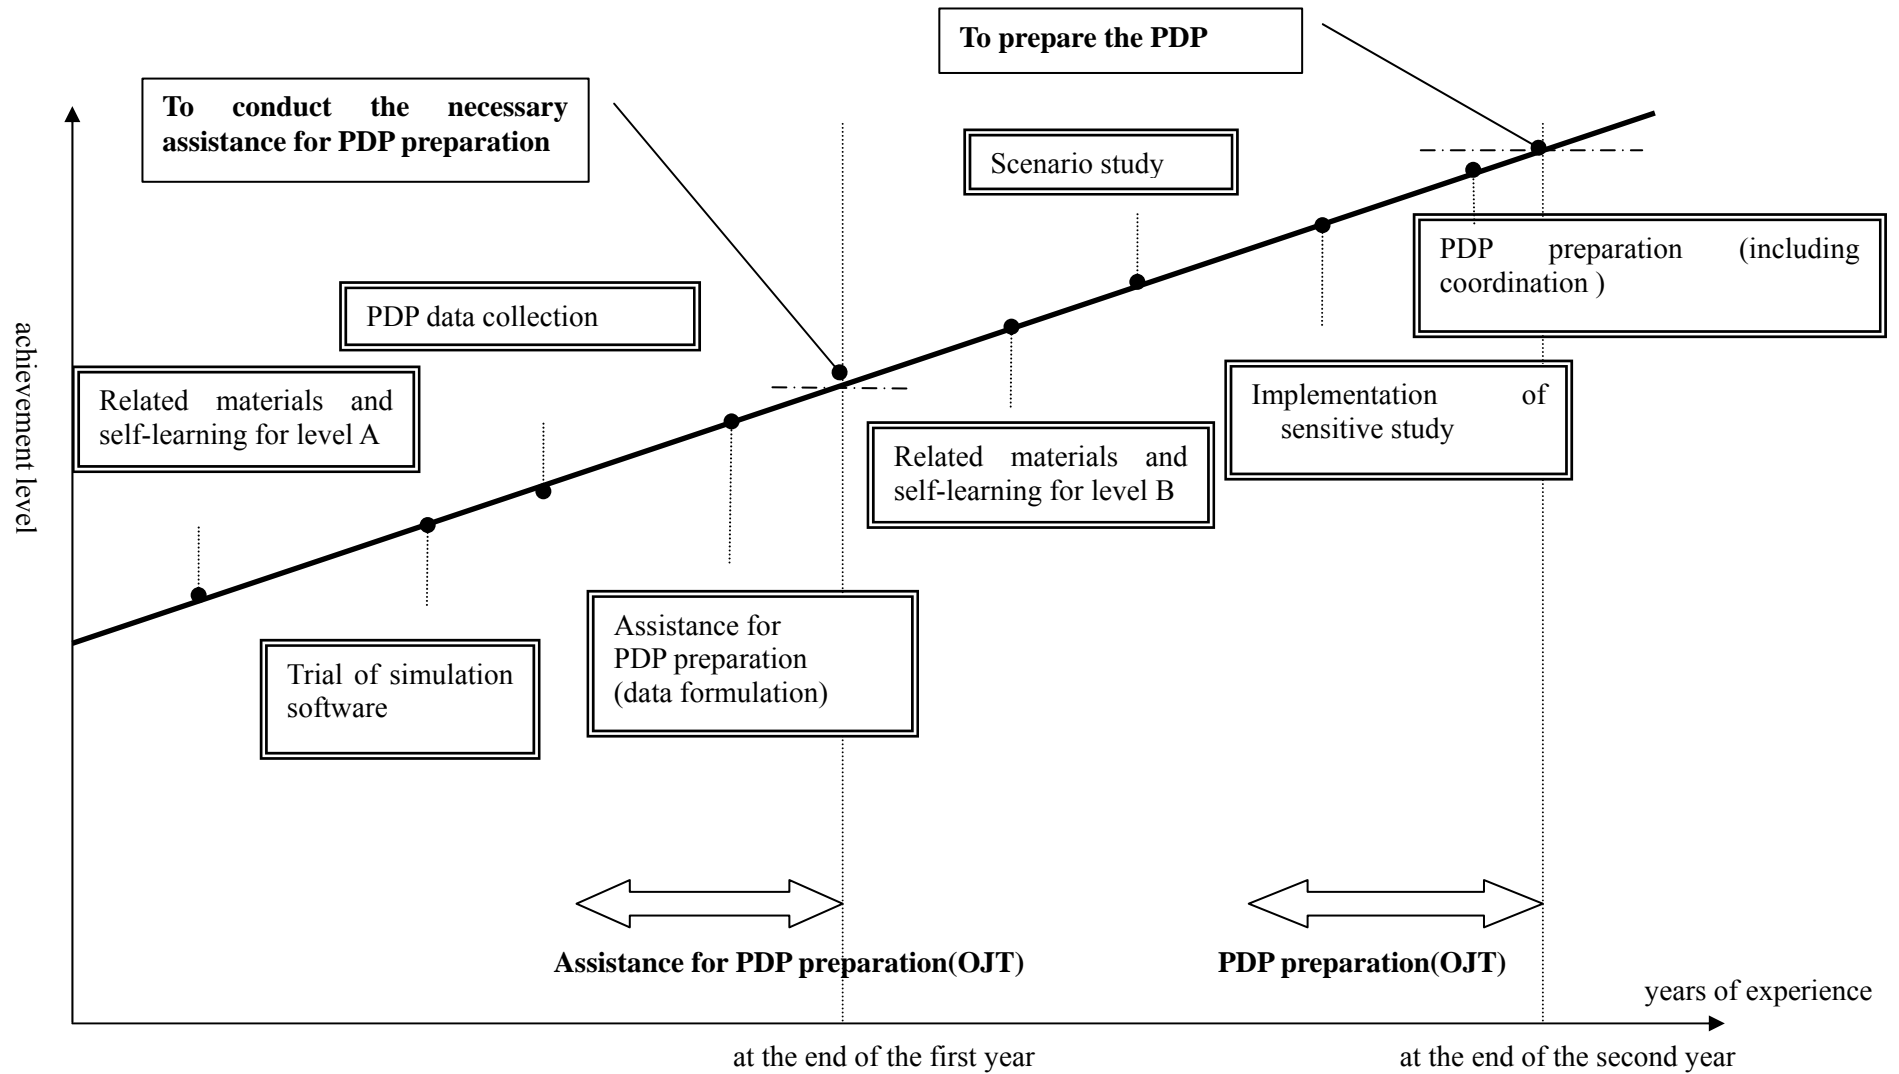 To prepare the PDP
To conduct the necessary
assistance for PDP preparation
Scenario study
PDP preparation (including
coordination )
PDP data collection
achievement level
Related materials and
self-learning for level A
Implementation of
sensitive study
Related materials and
self-learning for level B
Assistance for
PDP preparation
(data formulation)
Trial of simulation
software
Assistance for PDP preparation(OJT)
PDP preparation(OJT)
years of experience
at the end of the first year
at the end of the second year